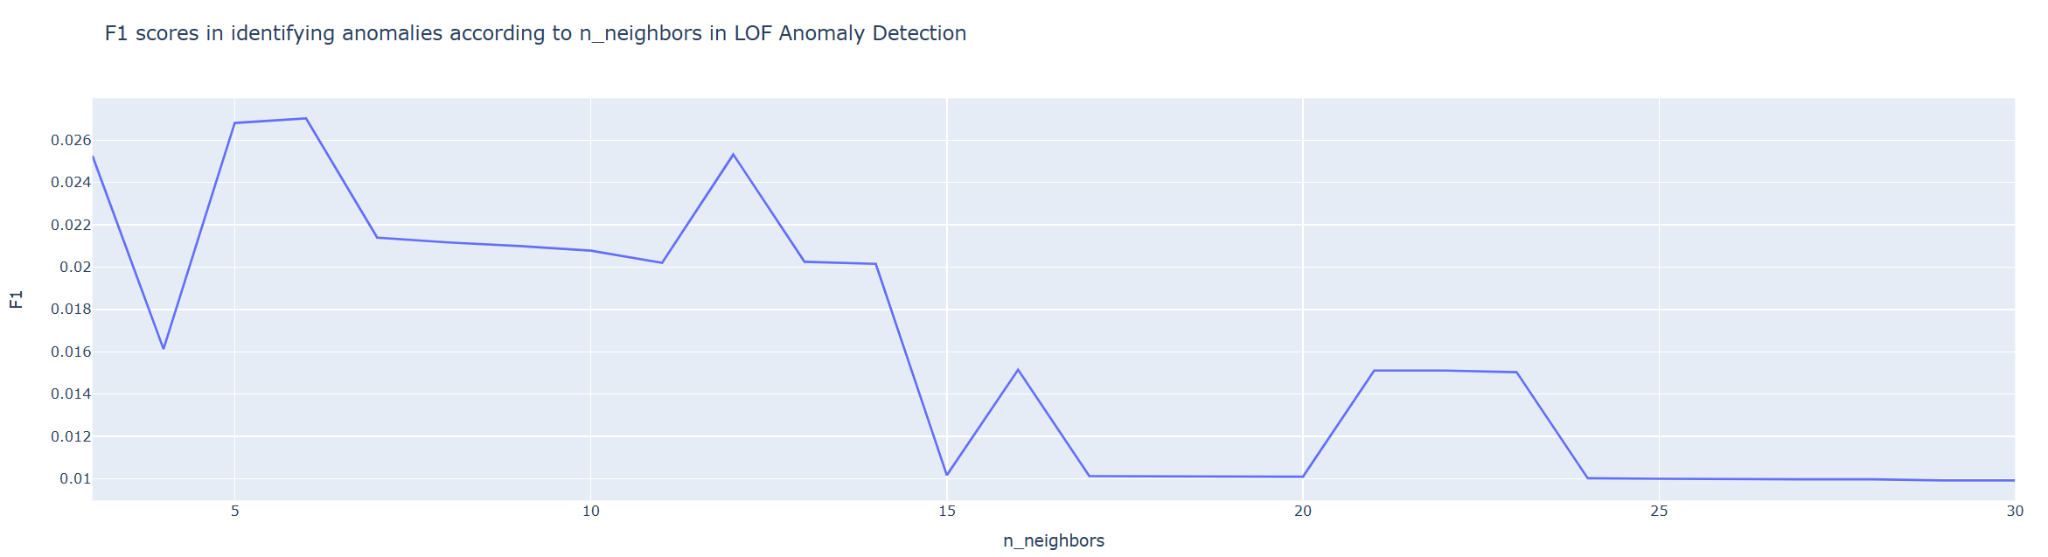 F1 scores in identifying anomalies according to n_neighbors in LOF Anomaly Detection
0.026
0.024
0.022
0.02
0.018
0.016
0.014
0.012
0.01
F1
5 10 15 20 25 30
n_neighbors